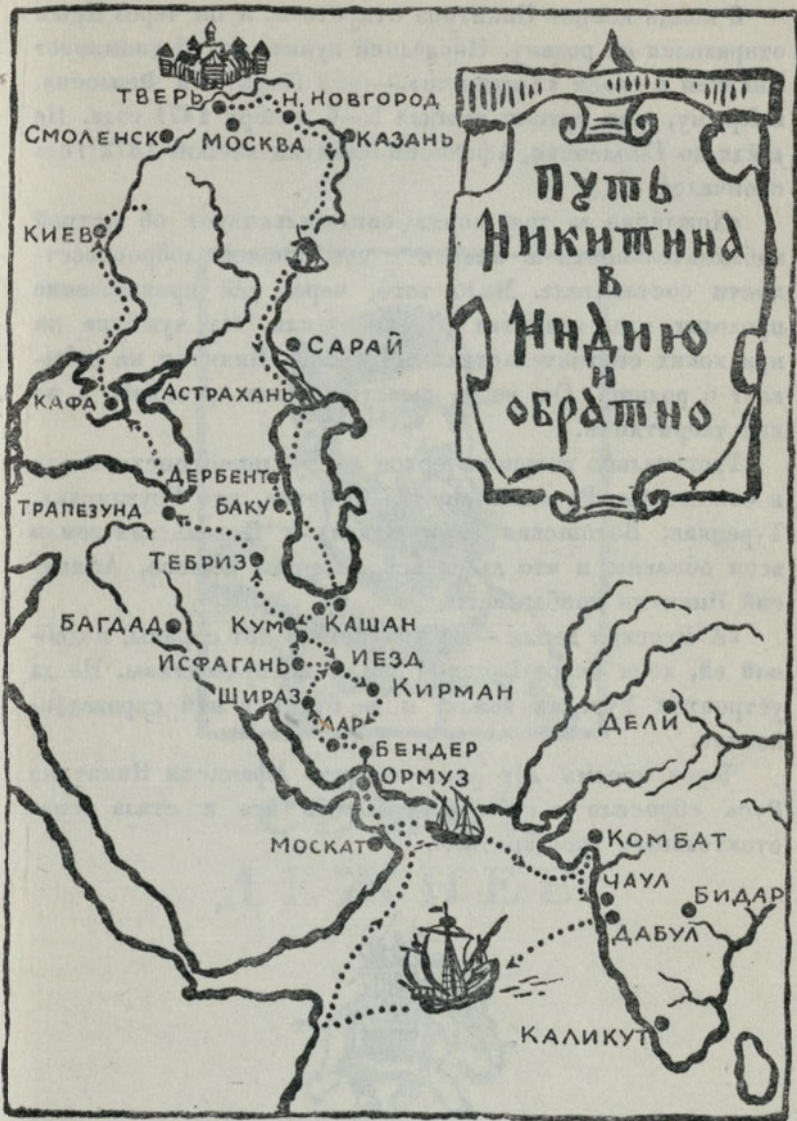 ПУТЬ
НИКИТИНА
В
ИНДИЮ
И
ОБРАТНО
ТВЕРЬ
Н. НОВГОРОД
СМОЛЕНСК
МОСКВА
КАЗАНЬ
КИЕВ
САРАЙ
КАФА
АСТРАХАНЬ
ДЕРБЕНТ
ТРАПЕЗУНД
БАКУ
ТЕБРИЗ
БАГДАД
КУМ
КАШАН
ИСФАГАНЬ
ИЕЗД
ШИРАЗ
КИРМАН
ЛАР
ДЕЛИ
БЕНДЕР
ОРМУЗ
МОСКАТ
КОМБАТ
ЧАУЛ
БИДАР
ДАБУЛ
КАЛИКУТ